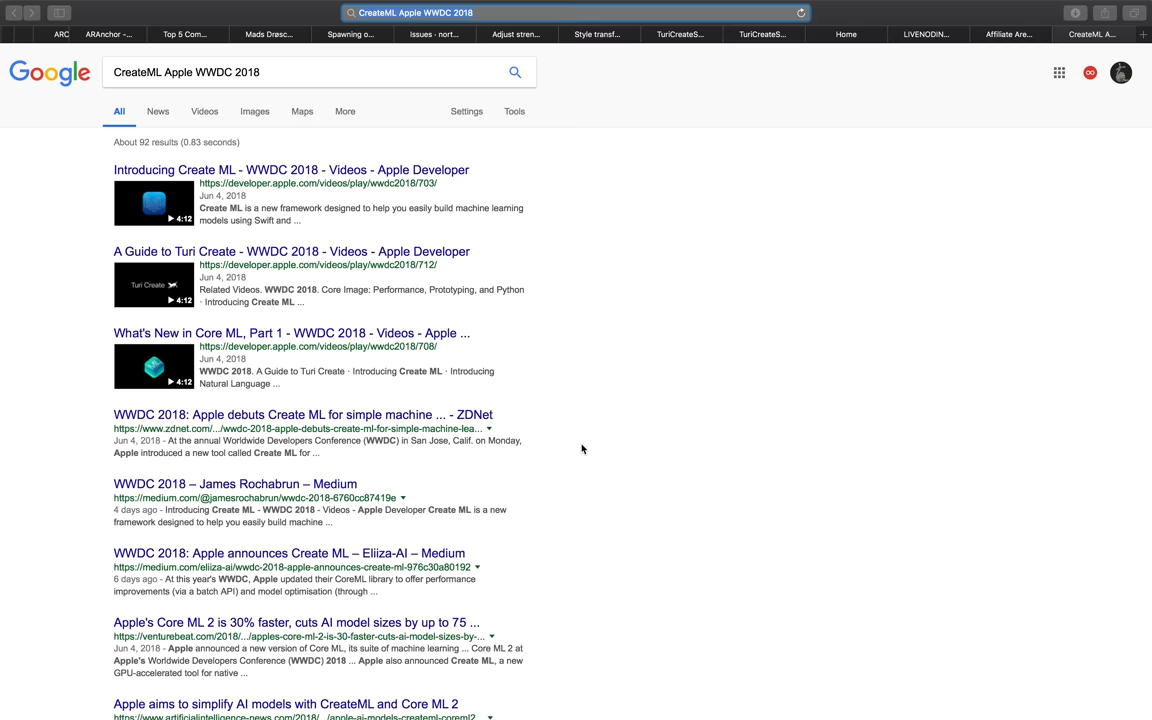 CreateML Apple WWDC 2018
ARC
ARAnchor -...
Top 5 Com...
Mads Drøsc...
Spawning o...
Issues · nort...
Adjust stren...
Style transf...
TuriCreateS...
TuriCreateS...
Home
LIVENODIN...
Affiliate Are...
CreateML A...
Google
CreateML Apple WWDC 2018
All News Videos Images Maps More Settings Tools
About 92 results (0.83 seconds)
Introducing Create ML - WWDC 2018 - Videos - Apple Developer
https://developer.apple.com/videos/play/wwdc2018/703/
Jun 4, 2018
Create ML is a new framework designed to help you easily build machine learning
models using Swift and ...
4:12
A Guide to Turi Create - WWDC 2018 - Videos - Apple Developer
https://developer.apple.com/videos/play/wwdc2018/712/
Jun 4, 2018
Turi Create
Related Videos. WWDC 2018. Core Image: Performance, Prototyping, and Python
· Introducing Create ML ...
4:12
What's New in Core ML, Part 1 - WWDC 2018 - Videos - Apple ...
https://developer.apple.com/videos/play/wwdc2018/708/
Jun 4, 2018
WWDC 2018. A Guide to Turi Create · Introducing Create ML · Introducing
Natural Language ...
4:12
WWDC 2018: Apple debuts Create ML for simple machine ... - ZDNet
https://www.zdnet.com/.../wwdc-2018-apple-debuts-create-ml-for-simple-machine-lea...
Jun 4, 2018 - At the annual Worldwide Developers Conference (WWDC) in San Jose, Calif. on Monday,
Apple introduced a new tool called Create ML for ...
WWDC 2018 – James Rochabrun – Medium
https://medium.com/@jamesrochabrun/wwdc-2018-6760cc87419e
4 days ago - Introducing Create ML - WWDC 2018 - Videos - Apple Developer Create ML is a new
framework designed to help you easily build machine ...
WWDC 2018: Apple announces Create ML – Eliiza-AI – Medium
https://medium.com/eliiza-ai/wwdc-2018-apple-announces-create-ml-976c30a80192
6 days ago - At this year's WWDC, Apple updated their CoreML library to offer performance
improvements (via a batch API) and model optimisation (through ...
Apple's Core ML 2 is 30% faster, cuts AI model sizes by up to 75 ...
https://venturebeat.com/2018/.../apples-core-ml-2-is-30-faster-cuts-ai-model-sizes-by-...
Jun 4, 2018 - Apple announced a new version of Core ML, its suite of machine learning ... Core ML 2 at
Apple's Worldwide Developers Conference (WWDC) 2018 ... Apple also announced Create ML, a new
GPU-accelerated tool for native ...
Apple aims to simplify AI models with CreateML and Core ML 2
https://www.artificialintelligence-news.com/2018/.../apple-ai-models-createml-coreml2...